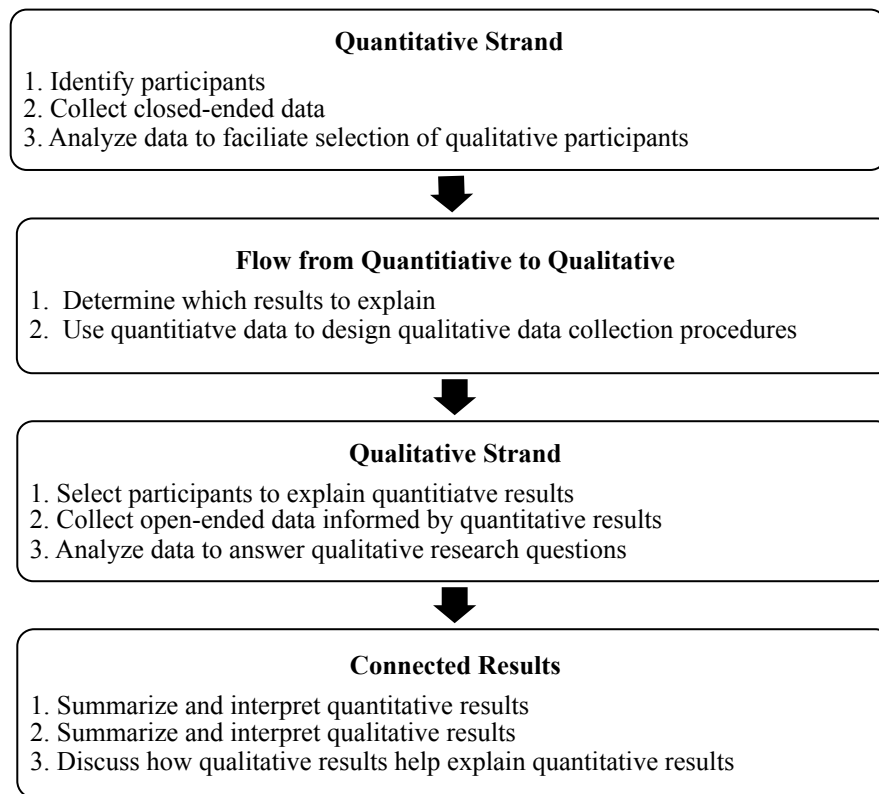 Quantitative Strand
1. Identify participants
2. Collect closed-ended data
3. Analyze data to faciliate selection of qualitative participants
Flow from Quantitiative to Qualitative
1. Determine which results to explain
2. Use quantitiatve data to design qualitative data collection procedures
Qualitative Strand
1. Select participants to explain quantitiatve results
2. Collect open-ended data informed by quantitative results
3. Analyze data to answer qualitative research questions
Connected Results
1. Summarize and interpret quantitative results
2. Summarize and interpret qualitative results
3. Discuss how qualitative results help explain quantitative results